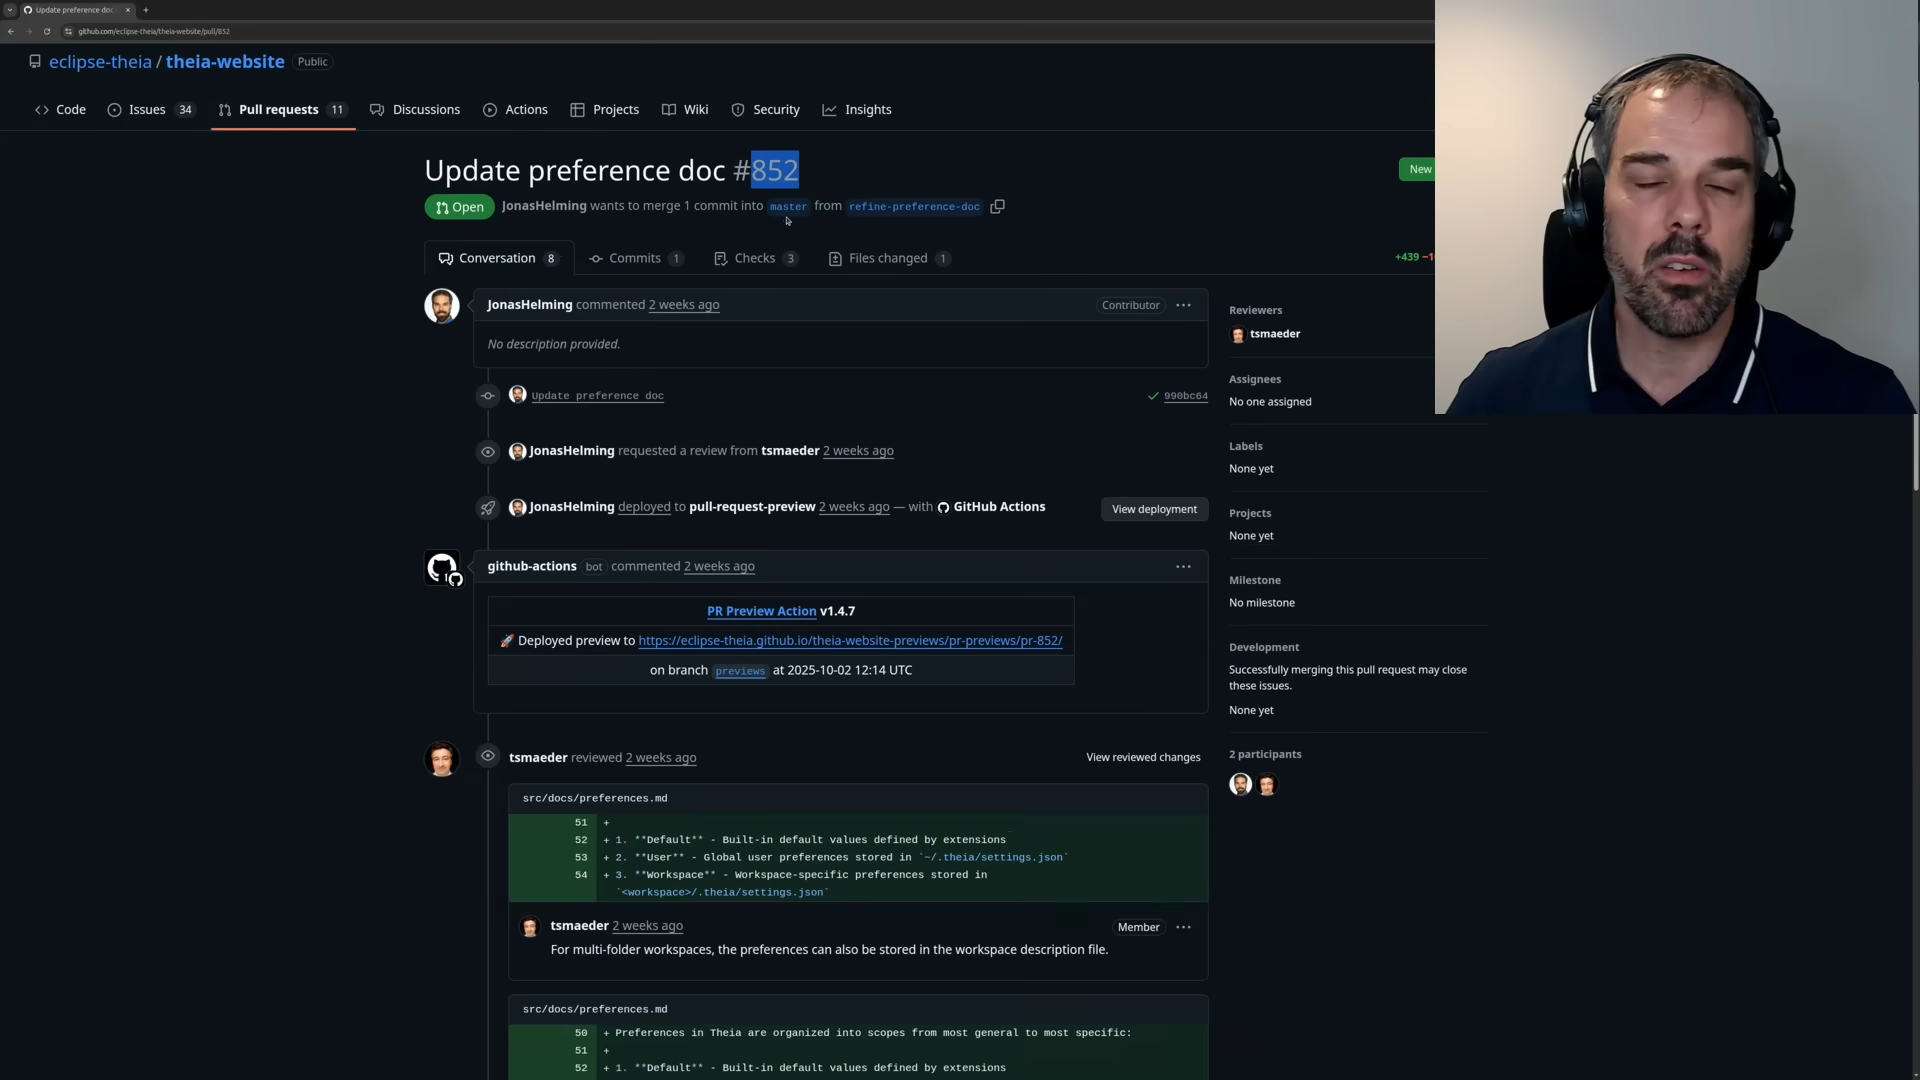 Update preference doc
github.com/eclipse-theia/theia-website/pull/852
eclipse-theia / theia-website Public
Code
Issues 34
Pull requests 11
Discussions
Actions
Projects
Wiki
Security
Insights
Update preference doc #852
New
Open
JonasHelming wants to merge 1 commit into master from refine-preference-doc
Conversation 8
Commits 1
Checks 3
Files changed 1
+439
JonasHelming commented 2 weeks ago
Contributor
No description provided.
Update preference doc
990bc64
JonasHelming requested a review from tsmaeder 2 weeks ago
JonasHelming deployed to pull-request-preview 2 weeks ago — with GitHub Actions
View deployment
github-actions bot commented 2 weeks ago
PR Preview Action v1.4.7
🚀 Deployed preview to https://eclipse-theia.github.io/theia-website-previews/pr-previews/pr-852/
on branch previews at 2025-10-02 12:14 UTC
tsmaeder reviewed 2 weeks ago
View reviewed changes
src/docs/preferences.md
51 +
52 + 1. **Default** - Built-in default values defined by extensions
53 + 2. **User** - Global user preferences stored in `~/.theia/settings.json`
54 + 3. **Workspace** - Workspace-specific preferences stored in
`<workspace>/.theia/settings.json`
tsmaeder 2 weeks ago
Member
For multi-folder workspaces, the preferences can also be stored in the workspace description file.
src/docs/preferences.md
50 + Preferences in Theia are organized into scopes from most general to most specific:
51 +
52 + 1. **Default** - Built-in default values defined by extensions
Reviewers
tsmaeder
Assignees
No one assigned
Labels
None yet
Projects
None yet
Milestone
No milestone
Development
Successfully merging this pull request may close
these issues.
None yet
2 participants